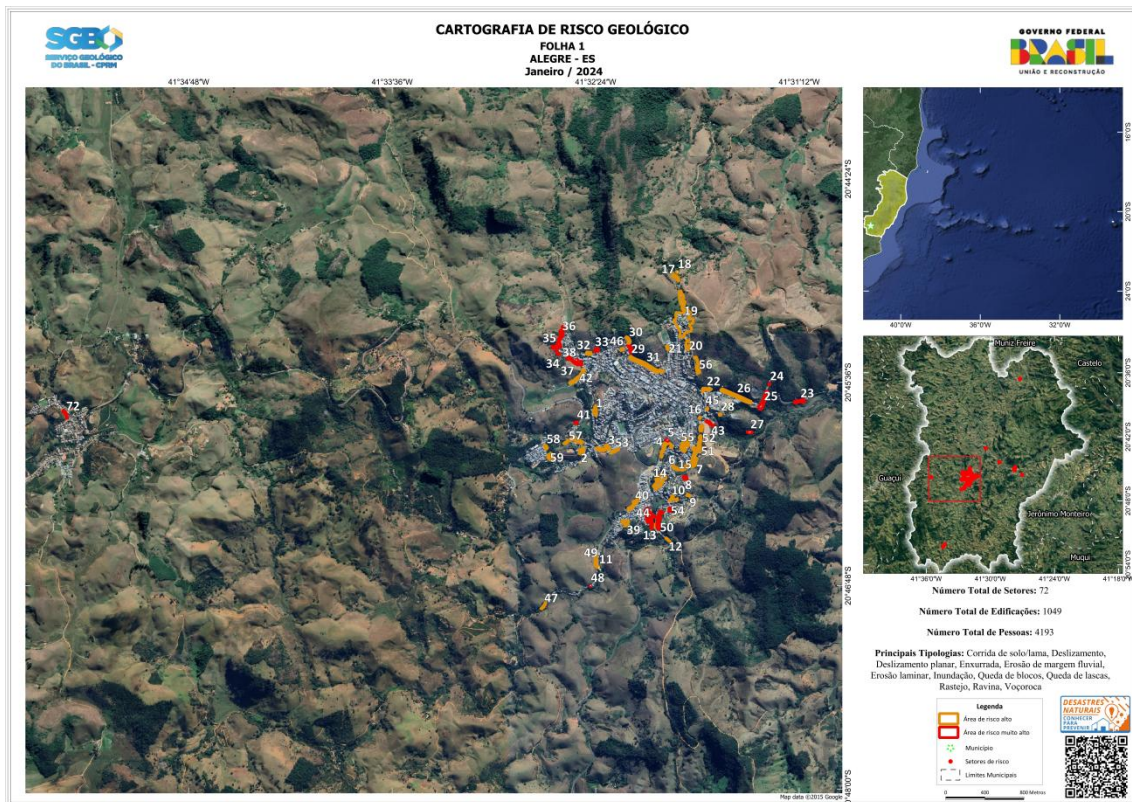 SGB
SERVIÇO GEOLÓGICO
DO BRASIL - CPRM
CARTOGRAFIA DE RISCO GEOLÓGICO
FOLHA 1
ALEGRE - ES
Janeiro / 2024
GOVERNO FEDERAL
BRASIL
UNIÃO E RECONSTRUÇÃO
41°34'48"W
41°33'36"W
41°32'24"W
41°31'12"W
20°44'24"S
20°45'36"S
20°46'48"S
20°48'00"S
17 18
19
36
35
30
32 33 46
29
21 20
38
34
31
56
37
42
24
22
26
23
25
1
45
28
16
72
41
43
27
58
57
5
4
55
52
3 53
51
59
2
6
15
7
14
8
10
40
9
44
54
39
13
50
12
49
11
48
47
Map data ©2015 Google
16°0'S
20°0'S
24°0'S
40°0'W
36°0'W
32°0'W
Muniz Freire
Castelo
Guaçuí
Jerônimo Monteiro
Muqui
20°36'0"S
20°42'0"S
20°48'0"S
20°54'0"S
41°36'0"W
41°30'0"W
41°24'0"W
41°18'0"W
Número Total de Setores: 72
Número Total de Edificações: 1049
Número Total de Pessoas: 4193
Principais Tipologias: Corrida de solo/lama, Deslizamento,
Deslizamento planar, Enxurrada, Erosão de margem fluvial,
Erosão laminar, Inundação, Queda de blocos, Queda de lascas,
Rastejo, Ravina, Voçoroca
Legenda
Área de risco alto
Área de risco muito alto
Município
Setores de risco
Limites Municipais
DESASTRES
NATURAIS
CONHECER
PARA
PREVENIR
0 400 800 Metros